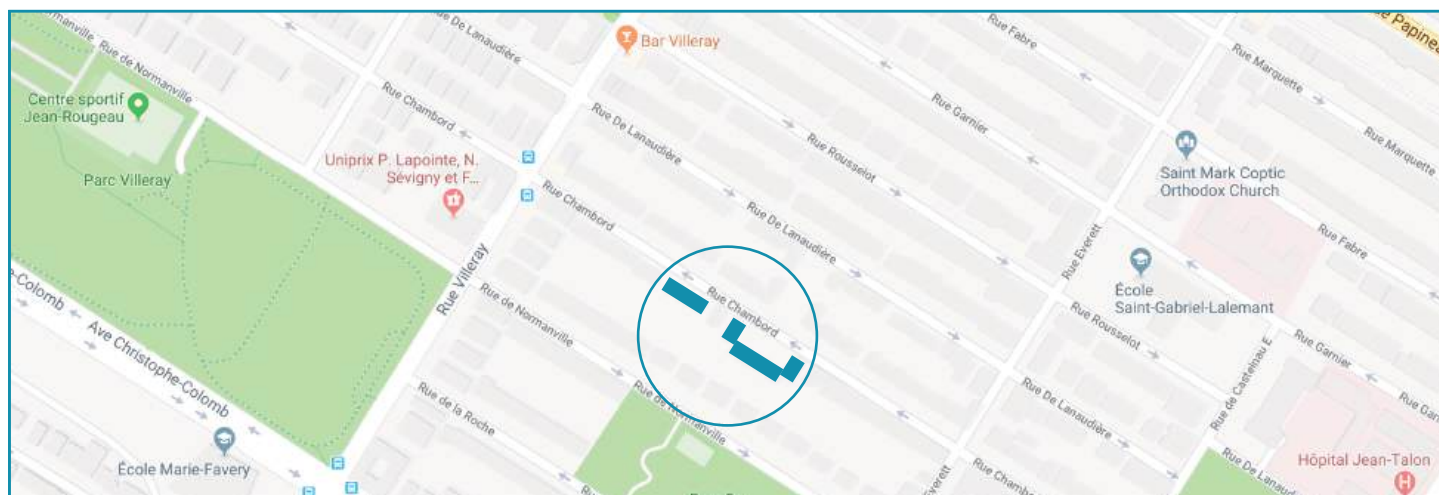 Rue de Normanville
Rue De Lanaudière
Bar Villeray
Rue Fabre
Rue Marquette
Centre sportif
Jean-Rougeau
Parc Villeray
Rue Chambord
Uniprix P. Lapointe, N.
Sévigny et F...
Rue De Lanaudière
Rue Rousselot
Rue Garnier
Rue Marquette
Saint Mark Coptic
Orthodox Church
Rue Chambord
Rue De Lanaudière
Rue Everett
Rue Fabre
Rue Villeray
Rue de Normanville
Rue Chambord
École
Saint-Gabriel-Lalemant
Rue Rousselot
Rue Garnier
Ave Christophe-Colomb
Rue de la Roche
Rue de Normanville
Rue De Lanaudière
Rue de Castelnau E
École Marie-Favery
Rue Chambord
Hôpital Jean-Talon
H